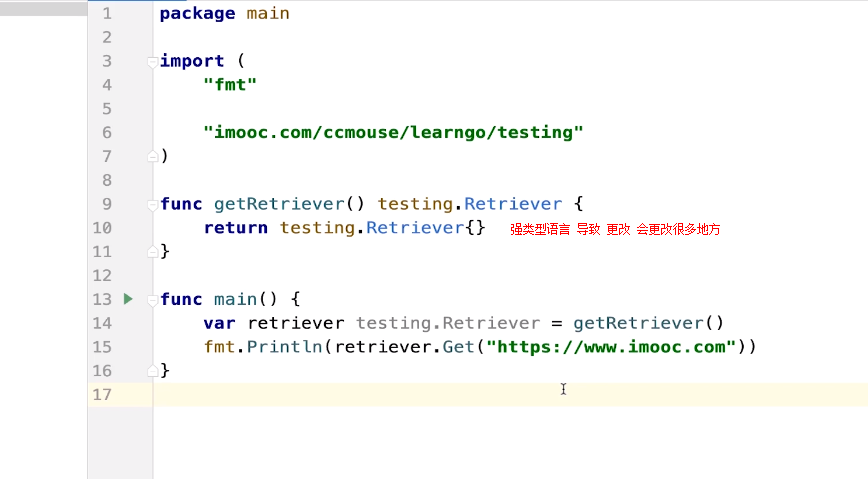 1 package main
2
3 import (
4 "fmt"
5
6 "imooc.com/ccmouse/learngo/testing"
7 )
8
9 func getRetriever() testing.Retriever {
10 return testing.Retriever{} 强类型语言 导致 更改 会更改很多地方
11 }
12
13 func main() {
14 var retriever testing.Retriever = getRetriever()
15 fmt.Println(retriever.Get("https://www.imooc.com"))
16 }
17